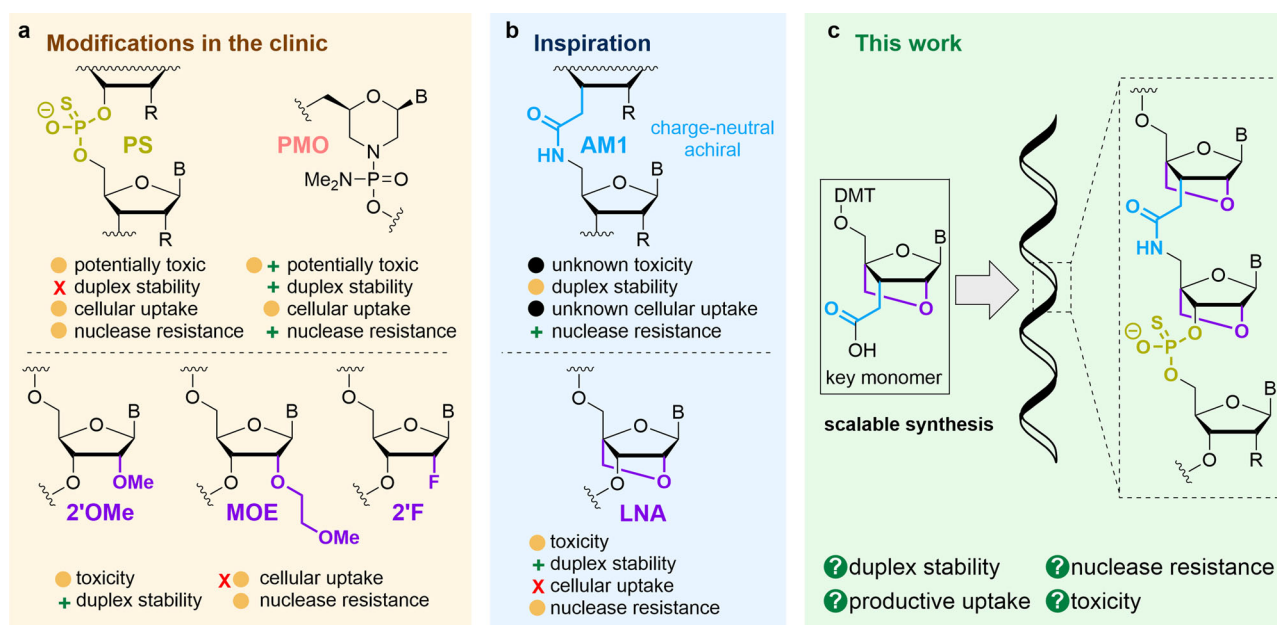 a Modifications in the clinic
S
⊖
O
P
O
O
R
PS
O
B
R
O
B
PMO
N
Me2N
P
O
O
potentially toxic
X duplex stability
cellular uptake
nuclease resistance
+ potentially toxic
+ duplex stability
cellular uptake
+ nuclease resistance
O
O
B
O
OMe
2'OMe
O
O
B
O
O
OMe
MOE
O
O
B
O
F
2'F
toxicity
+ duplex stability
X cellular uptake
nuclease resistance
b Inspiration
O
HN
R
AM1
charge-neutral
achiral
O
B
R
unknown toxicity
duplex stability
unknown cellular uptake
+ nuclease resistance
O
O
B
O
O
LNA
toxicity
+ duplex stability
X cellular uptake
nuclease resistance
c This work
DMT
O
O
B
O
O
OH
key monomer
scalable synthesis
O
O
B
O
O
HN
O
B
O
O
⊖
S
O
P
O
O
B
O
R
? duplex stability
? nuclease resistance
? productive uptake
? toxicity